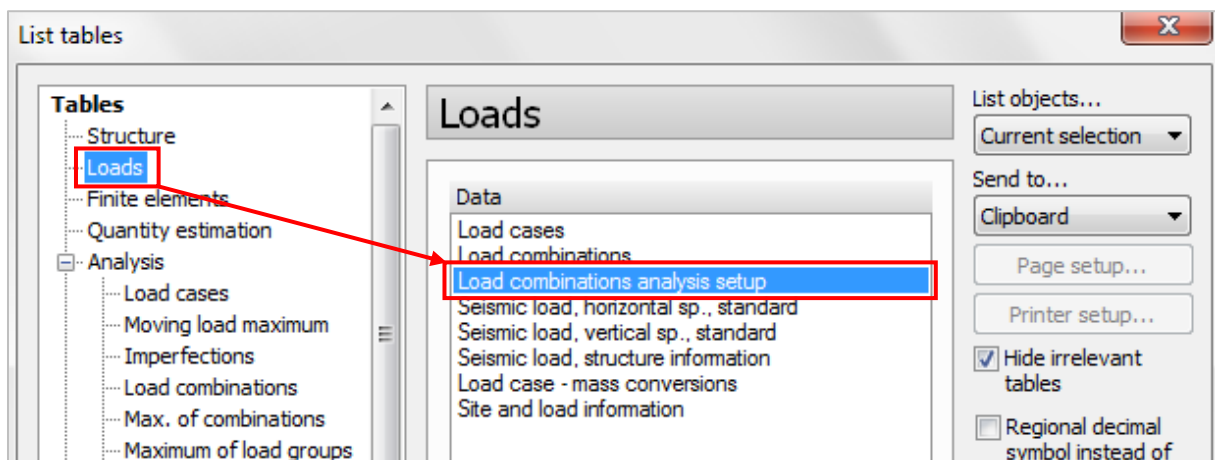 List tables
Tables
Structure
Loads
Finite elements
Quantity estimation
Analysis
Load cases
Moving load maximum
Imperfections
Load combinations
Max. of combinations
Maximum of load groups
Loads
Data
Load cases
Load combinations
Load combinations analysis setup
Seismic load, horizontal sp., standard
Seismic load, vertical sp., standard
Seismic load, structure information
Load case - mass conversions
Site and load information
List objects...
Current selection
Send to...
Clipboard
Page setup...
Printer setup...
Hide irrelevant
tables
Regional decimal
symbol instead of